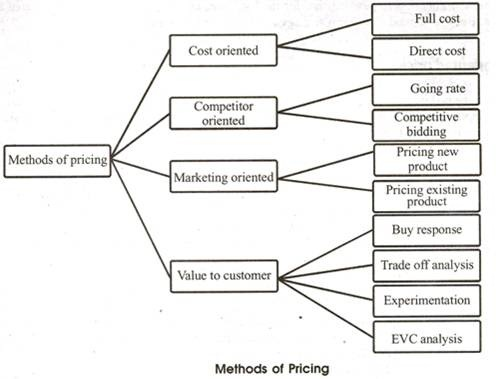 Methods of pricing
Cost oriented
Full cost
Direct cost
Competitor
oriented
Going rate
Competitive
bidding
Marketing oriented
Pricing new
product
Pricing existing
product
Value to customer
Buy response
Trade off analysis
Experimentation
EVC analysis
Methods of Pricing